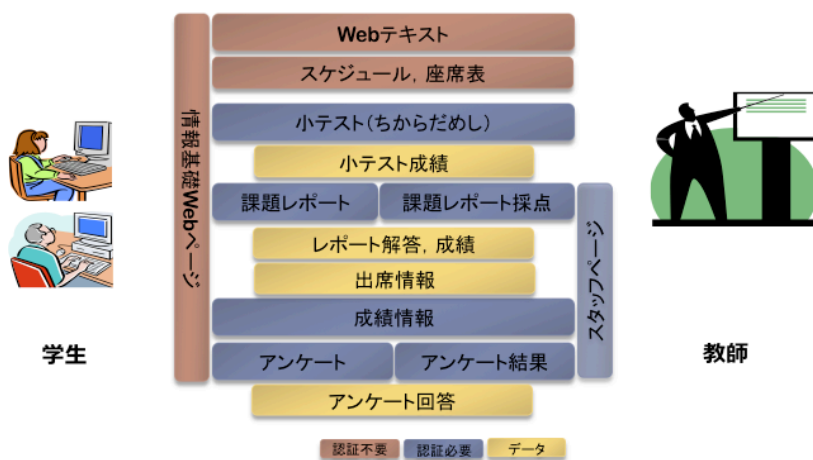 Webテキスト
スケジュール, 座席表
情報基礎Webページ
小テスト(ちからだめし)
小テスト成績
課題レポート
課題レポート採点
レポート解答, 成績
出席情報
成績情報
スタッフページ
アンケート
アンケート結果
アンケート回答
学生
教師
認証不要
認証必要
データ